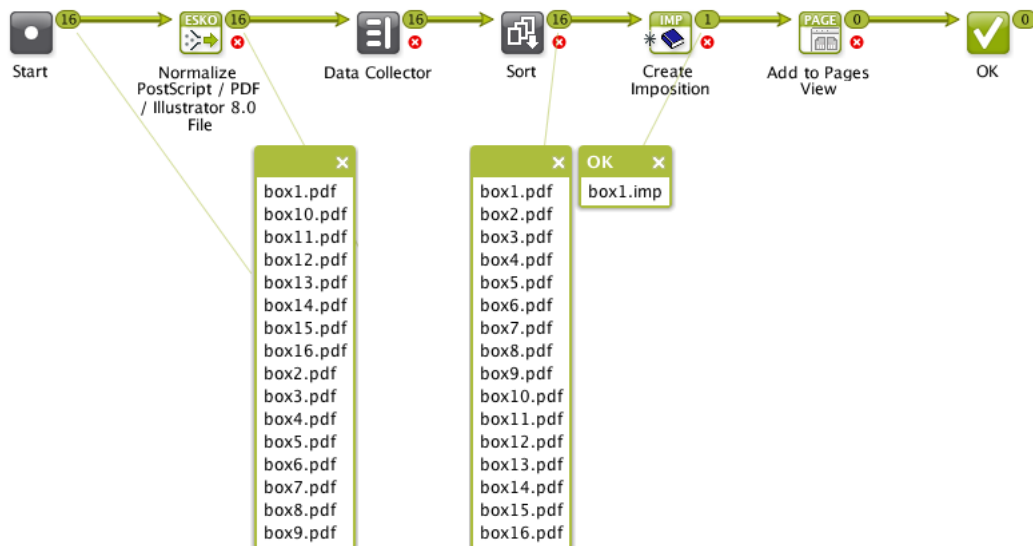 16
ESKO
16
16
16
IMP
1
PAGE
0
0
Start
Normalize
PostScript / PDF
/ Illustrator 8.0
File
Data Collector
Sort
Create
Imposition
Add to Pages
View
OK
box1.pdf
box10.pdf
box11.pdf
box12.pdf
box13.pdf
box14.pdf
box15.pdf
box16.pdf
box2.pdf
box3.pdf
box4.pdf
box5.pdf
box6.pdf
box7.pdf
box8.pdf
box9.pdf
box1.pdf
box2.pdf
box3.pdf
box4.pdf
box5.pdf
box6.pdf
box7.pdf
box8.pdf
box9.pdf
box10.pdf
box11.pdf
box12.pdf
box13.pdf
box14.pdf
box15.pdf
box16.pdf
OK
box1.imp